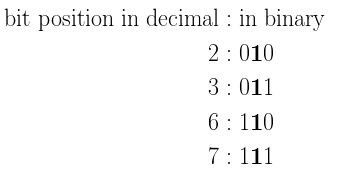 bit position in decimal : in binary
2 : 010
3 : 011
6 : 110
7 : 111